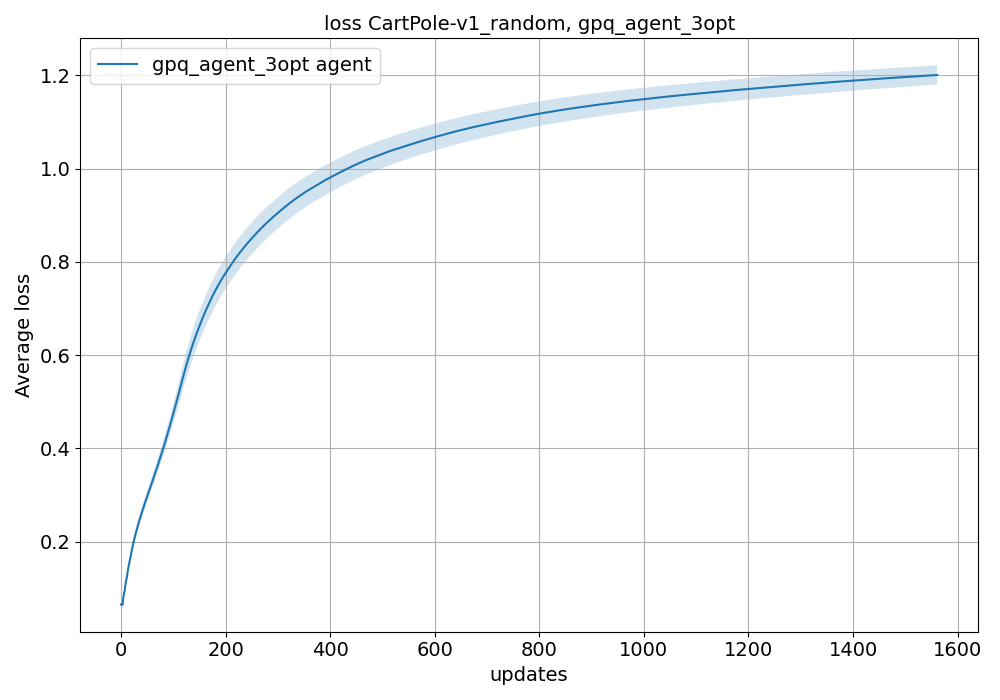 loss CartPole-v1_random, gpq_agent_3opt
gpq_agent_3opt agent
1.2
1.0
0.8
0.6
0.4
0.2
Average loss
0 200 400 600 800 1000 1200 1400 1600
updates